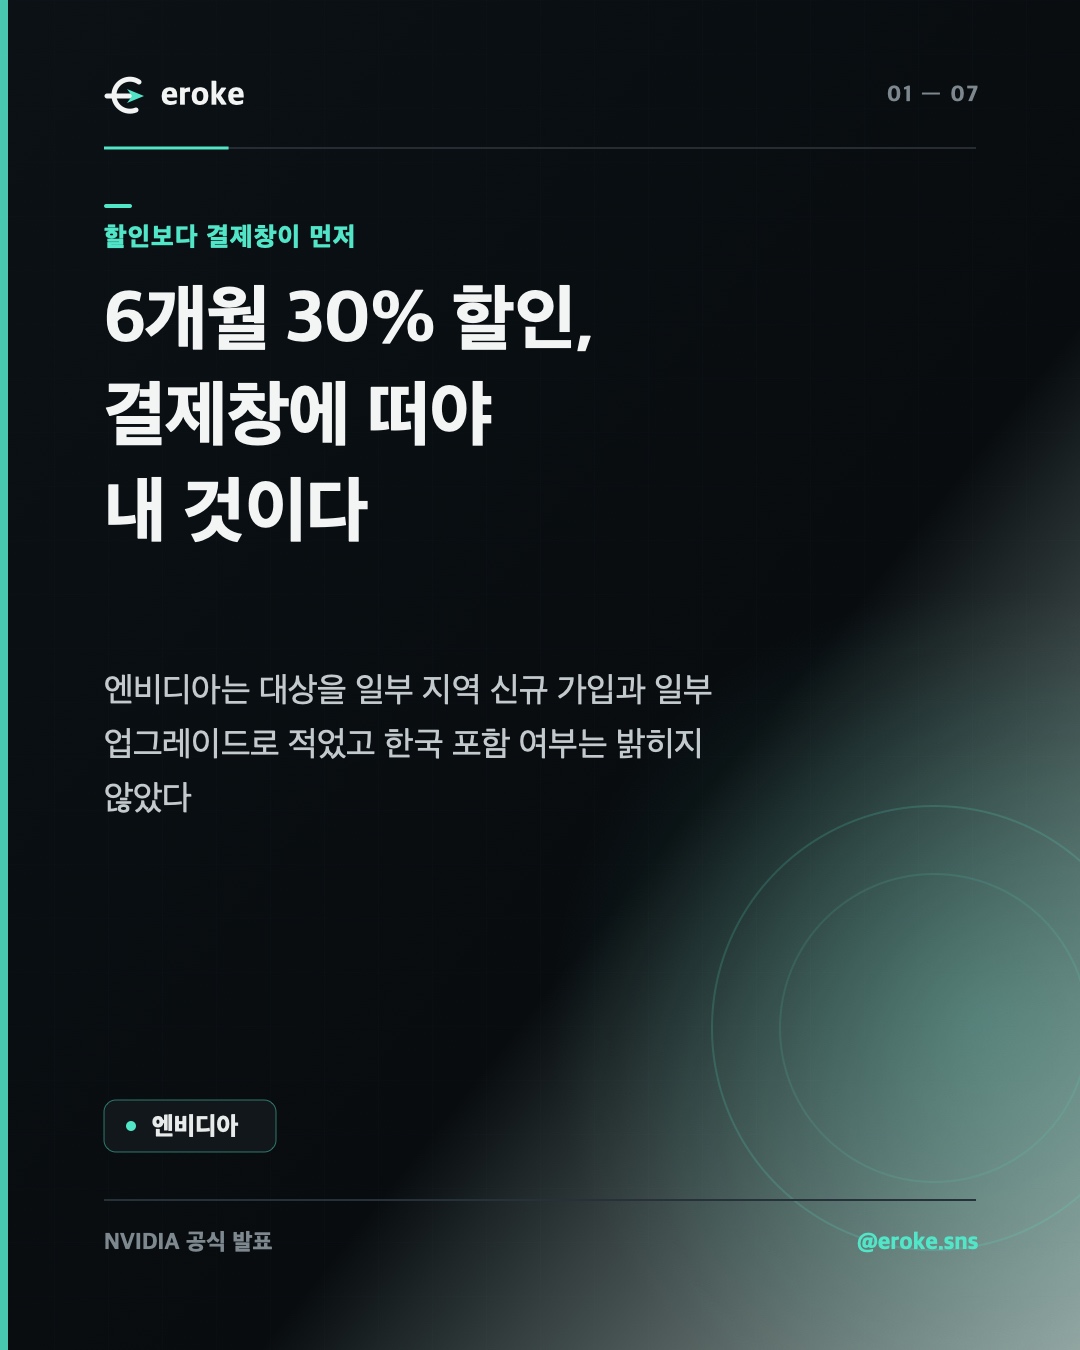 eroke
01 — 07
할인보다 결제창이 먼저
6개월 30% 할인,
결제창에 떠야
내 것이다
엔비디아는 대상을 일부 지역 신규 가입과 일부
업그레이드로 적었고 한국 포함 여부는 밝히지
않았다
엔비디아
NVIDIA 공식 발표
@eroke.sns